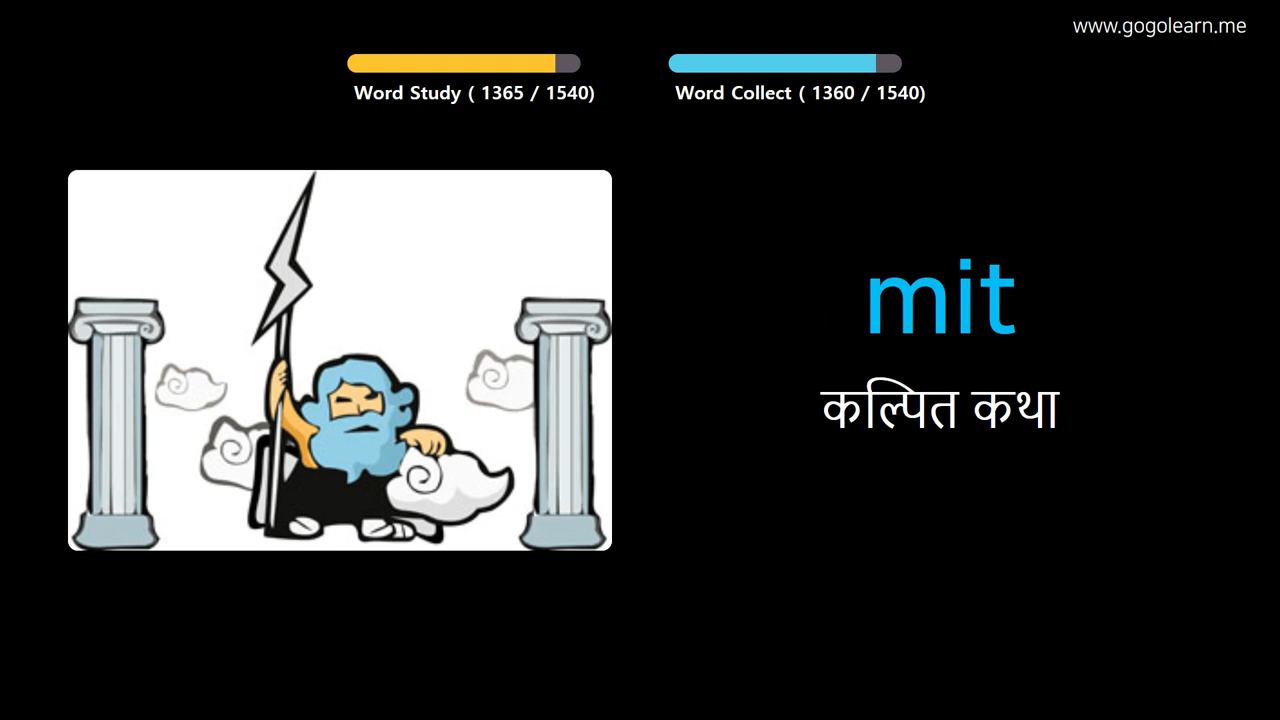 www.gogolearn.me
Word Study ( 1365 / 1540)
Word Collect ( 1360 / 1540)
mit
कल्पित कथा